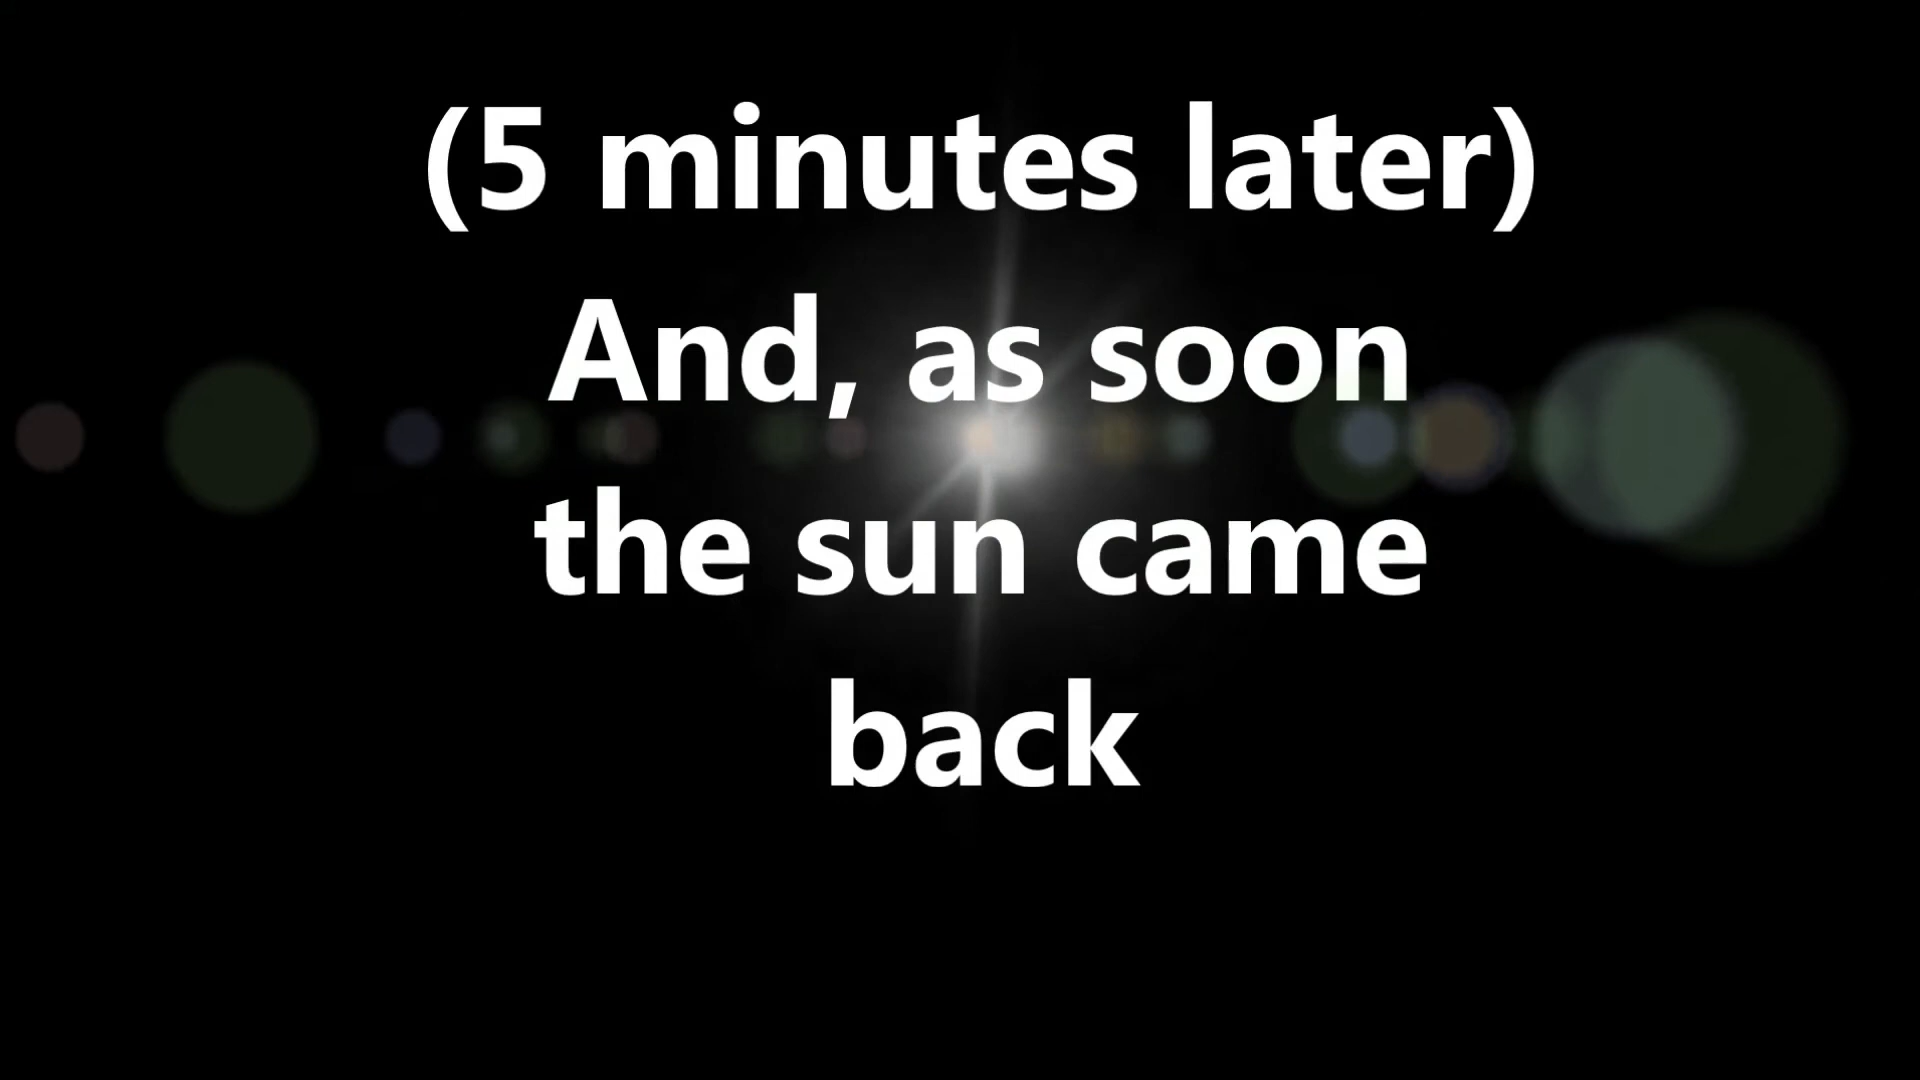 (5 minutes later)
And, as soon
the sun came
back